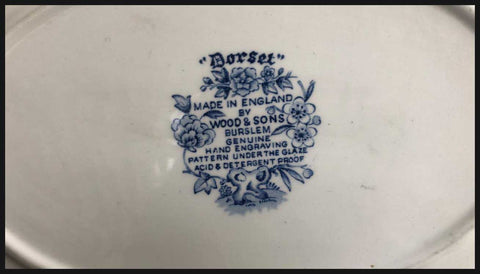 "Dorset"
MADE IN ENGLAND
BY
WOOD & SONS
BURSLEM
GENUINE
HAND ENGRAVING
PATTERN UNDER THE GLAZE
ACID & DETERGENT PROOF